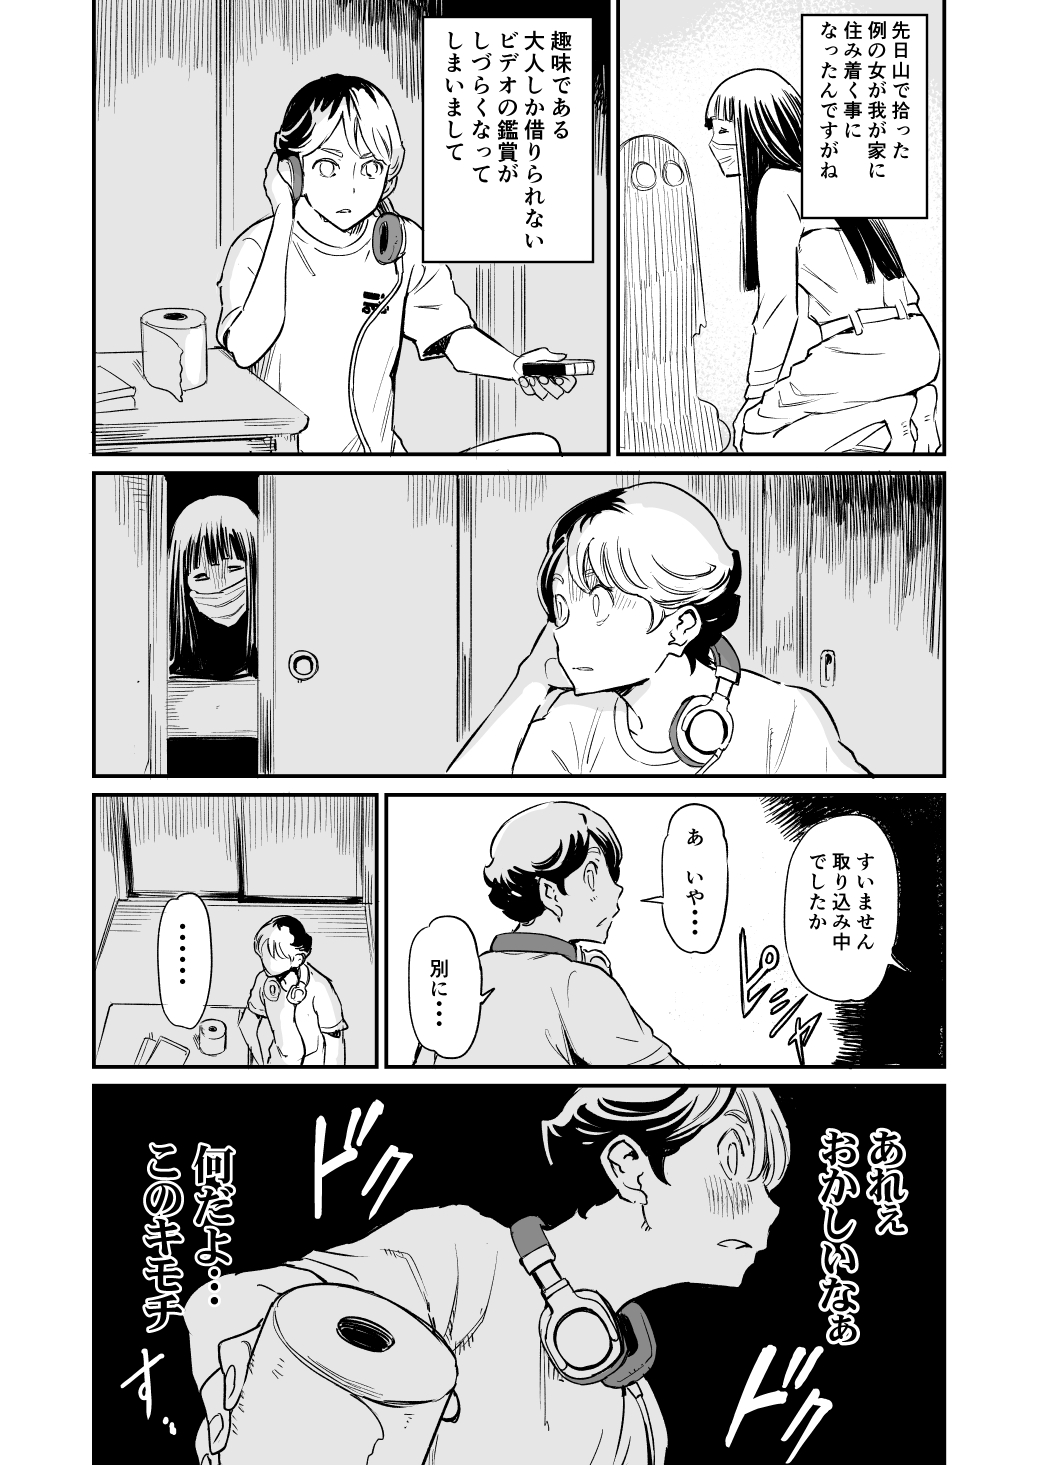 先日山で拾った
例の女が我が家に
住み着く事に
なったんですがね
趣味である
大人しか借りられない
ビデオの鑑賞が
しづらくなって
しまいまして
すいません
取り込み中
でしたか
ピシャ
あ いや・・・
別に・・・
・・・・・・
あれぇ
おかしいなぁ
ドク
ドク
何だよ・・・
このキモチ
す・・